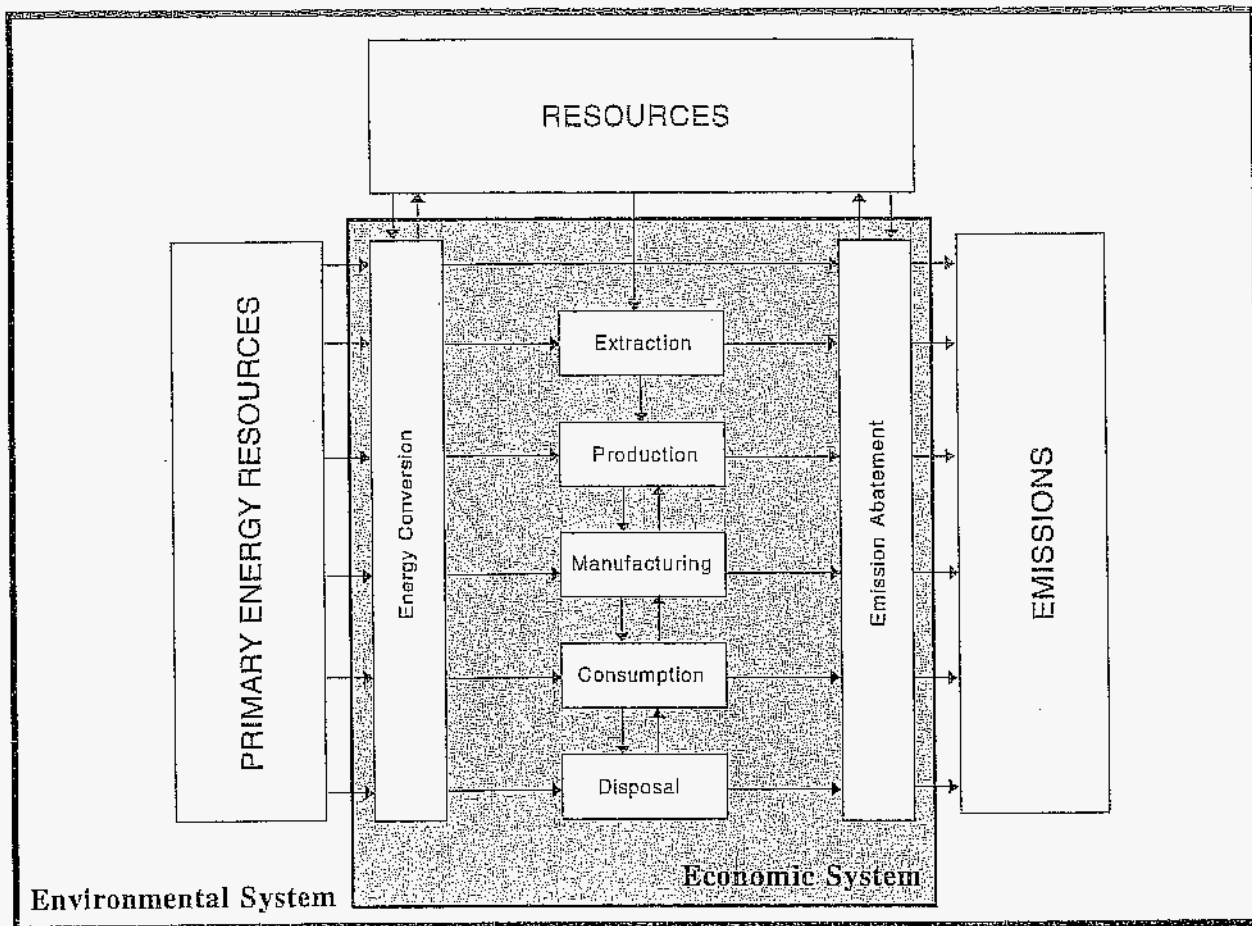 RESOURCES
PRIMARY ENERGY RESOURCES
Energy Conversion
Extraction
Production
Manufacturing
Consumption
Disposal
Emission Abatement
EMISSIONS
Economic System
Environmental System